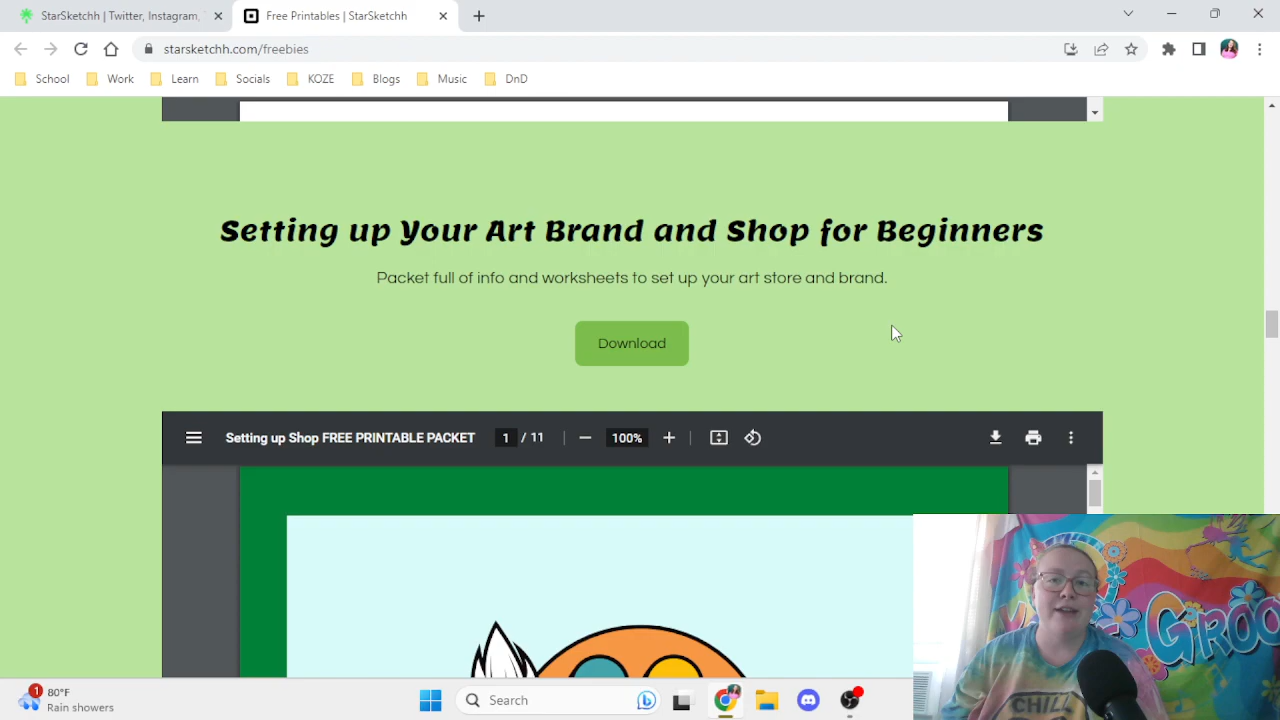 StarSketchh | Twitter, Instagram,
Free Printables | StarSketchh
starsketchh.com/freebies
School
Work
Learn
Socials
KOZE
Blogs
Music
DnD
Setting up Your Art Brand and Shop for Beginners
Packet full of info and worksheets to set up your art store and brand.
Download
Setting up Shop FREE PRINTABLE PACKET
1 / 11
100%
CHILL
1
80°F
Rain showers
Search